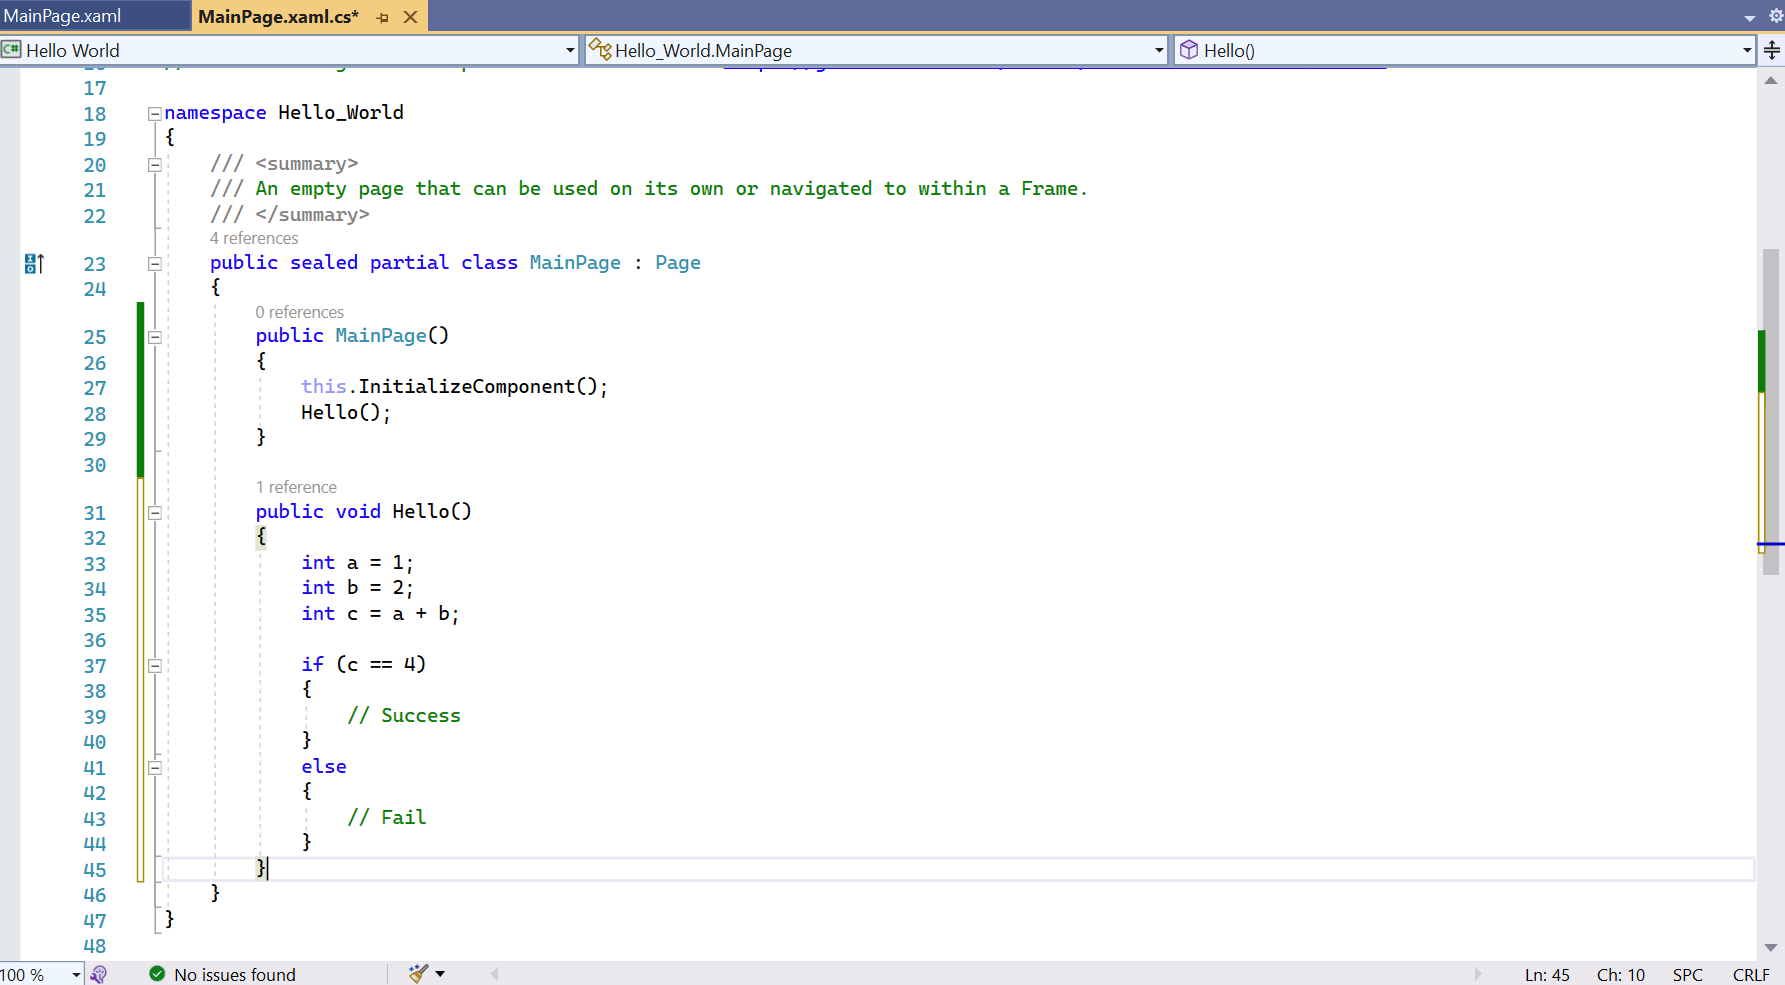 MainPage.xaml MainPage.xaml.cs*
C# Hello World Hello_World.MainPage Hello()
17
18 namespace Hello_World
19 {
20 /// <summary>
21 /// An empty page that can be used on its own or navigated to within a Frame.
22 /// </summary>
4 references
23 public sealed partial class MainPage : Page
24 {
0 references
25 public MainPage()
26 {
27 this.InitializeComponent();
28 Hello();
29 }
30
1 reference
31 public void Hello()
32 {
33 int a = 1;
34 int b = 2;
35 int c = a + b;
36
37 if (c == 4)
38 {
39 // Success
40 }
41 else
42 {
43 // Fail
44 }
45 }
46 }
47 }
48
100 % No issues found Ln: 45 Ch: 10 SPC CRLF